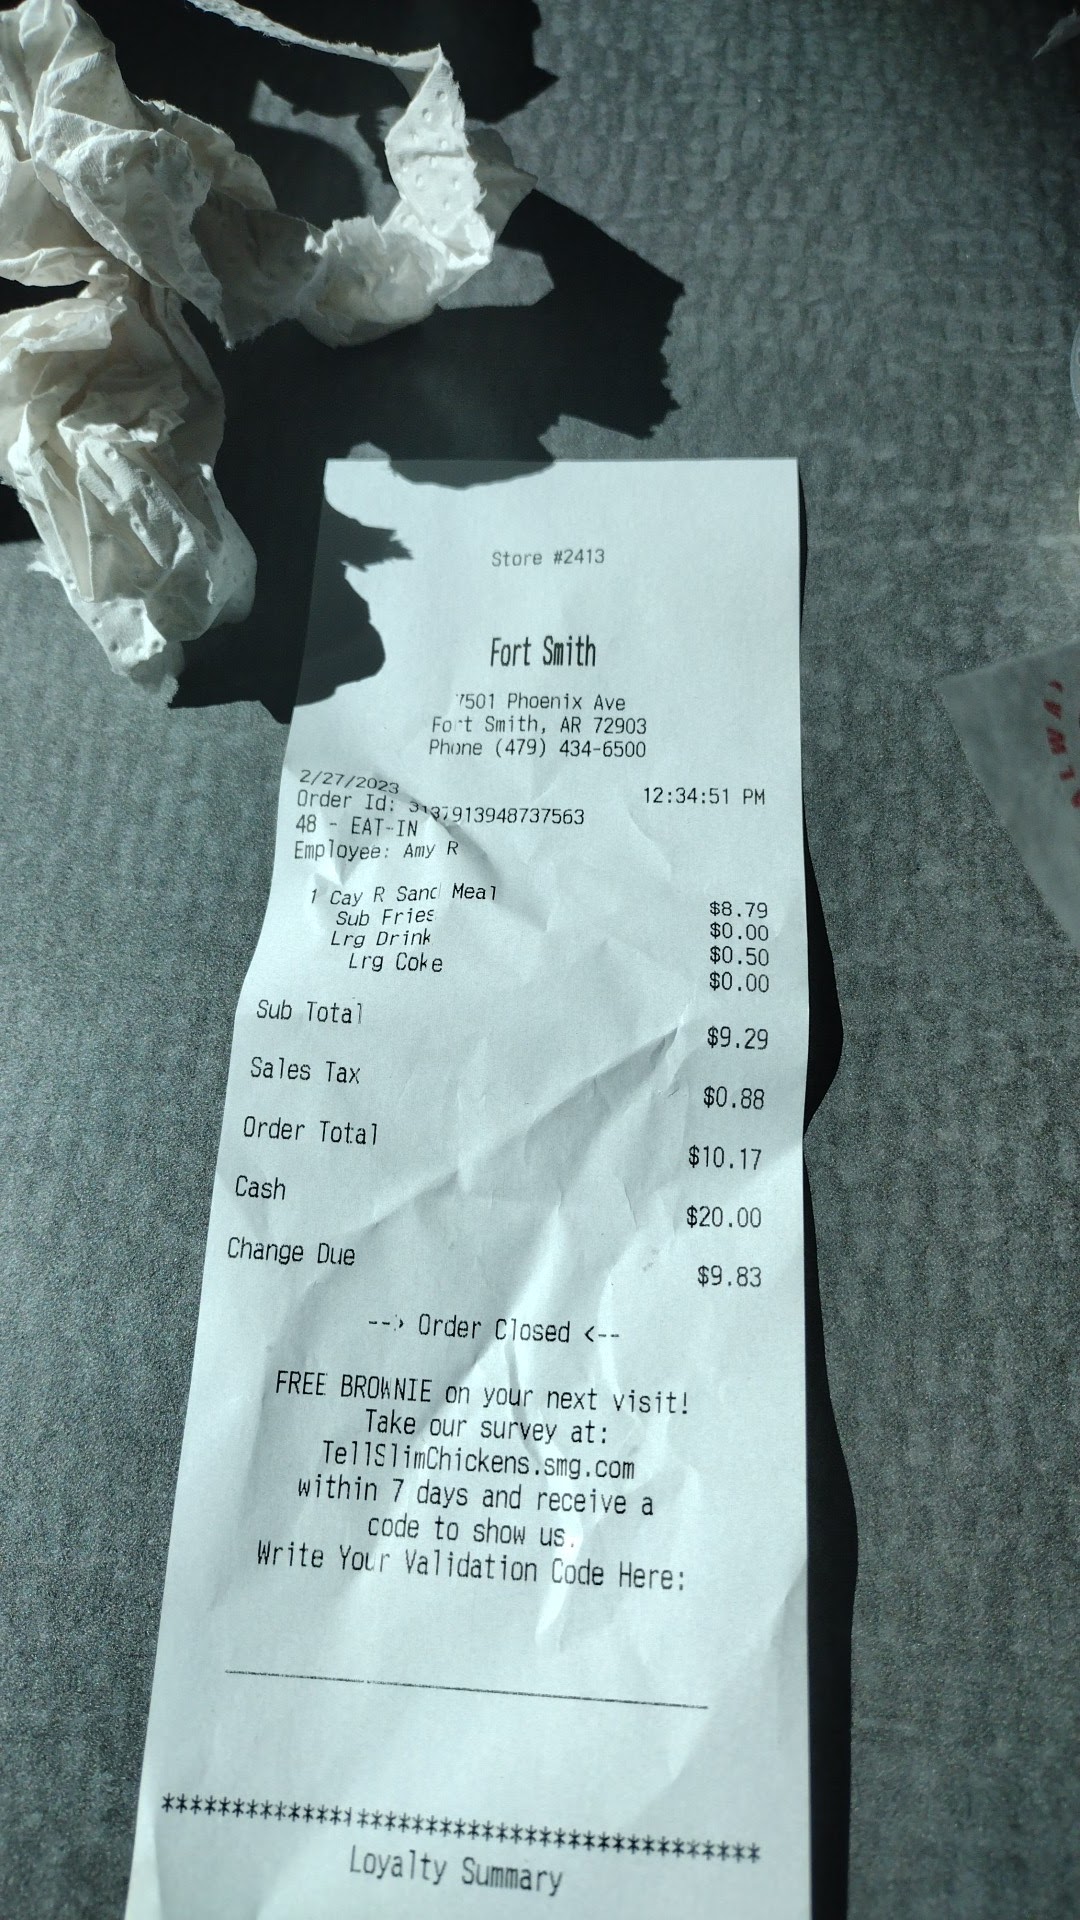 Store #2413
Fort Smith
7501 Phoenix Ave
Fort Smith, AR 72903
Phone (479) 434-6500
2/27/2023 12:34:51 PM
Order Id: 3137913948737563
48 - EAT-IN
Employee: Amy R
1 Cay R Sand Meal $8.79
Sub Fries $0.00
Lrg Drink $0.50
Lrg Coke $0.00
Sub Total $9.29
Sales Tax $0.88
Order Total $10.17
Cash $20.00
Change Due $9.83
--> Order Closed <--
FREE BROWNIE on your next visit!
Take our survey at:
TellSlimChickens.smg.com
within 7 days and receive a
code to show us.
Write Your Validation Code Here:
******************************************
Loyalty Summary